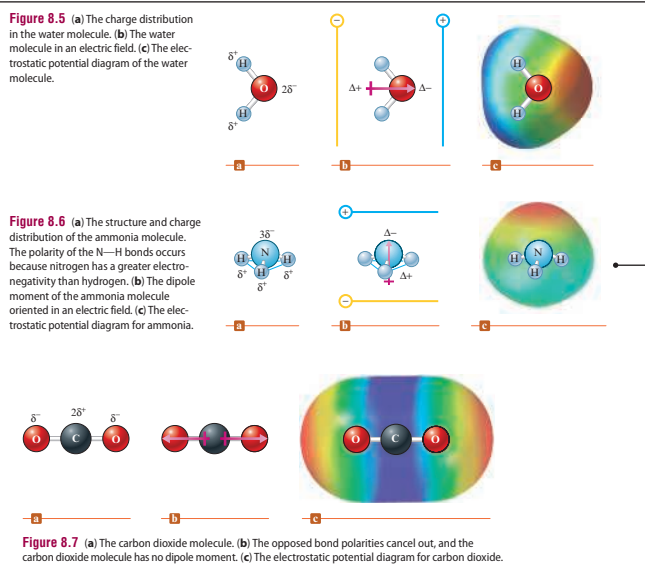 Figure 8.5 (a) The charge distribution
in the water molecule. (b) The water
molecule in an electric field. (c) The elec-
trostatic potential diagram of the water
molecule.
δ+
H
O 2δ−
H
δ+
a
− +
Δ+ Δ−
b
H
O
H
c
Figure 8.6 (a) The structure and charge
distribution of the ammonia molecule.
The polarity of the N—H bonds occurs
because nitrogen has a greater electro-
negativity than hydrogen. (b) The dipole
moment of the ammonia molecule
oriented in an electric field. (c) The elec-
trostatic potential diagram for ammonia.
3δ−
H N H
δ+ H δ+
δ+
a
+
Δ−
Δ+
−
b
N
H H
H
c
δ− 2δ+ δ−
O C O
a
b
O C O
c
Figure 8.7 (a) The carbon dioxide molecule. (b) The opposed bond polarities cancel out, and the
carbon dioxide molecule has no dipole moment. (c) The electrostatic potential diagram for carbon dioxide.